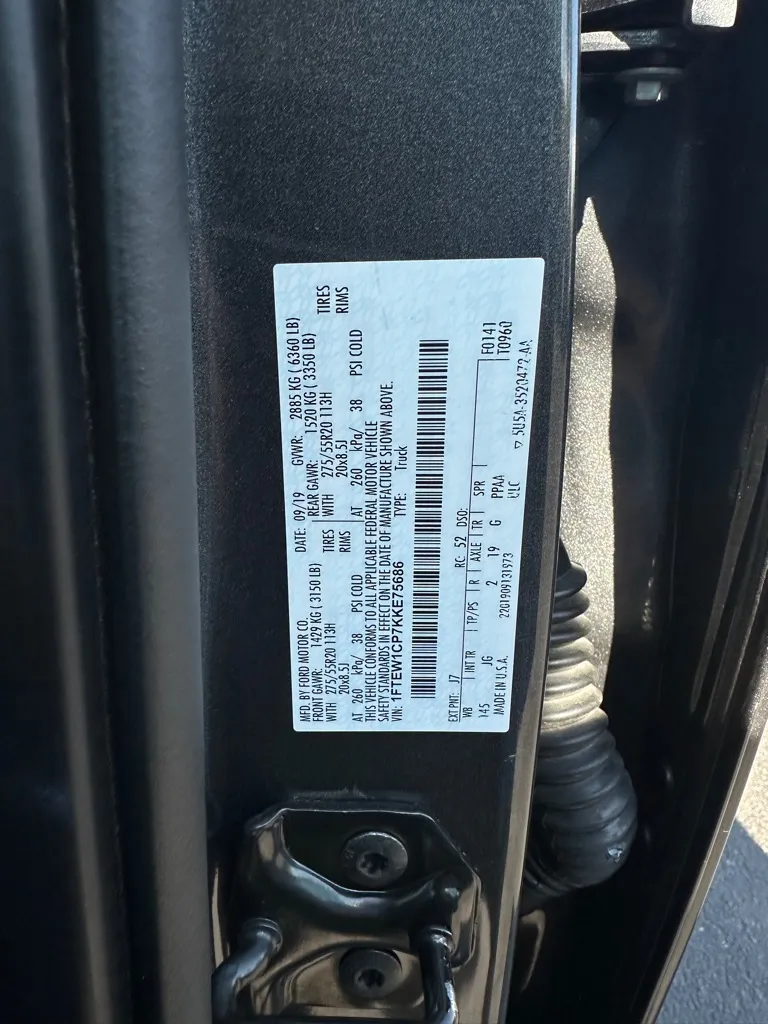 MFD. BY FORD MOTOR CO.
DATE: 09/19 GVWR: 2885 KG ( 6360 LB)
FRONT GAWR: 1429 KG ( 3150 LB)
REAR GAWR: 1520 KG ( 3350 LB)
WITH 275/55R20 113H TIRES
WITH 275/55R20 113H TIRES
20x8.5J RIMS
20x8.5J RIMS
AT 260 kPa/ 38 PSI COLD
AT 260 kPa/ 38 PSI COLD
THIS VEHICLE CONFORMS TO ALL APPLICABLE FEDERAL MOTOR VEHICLE
SAFETY STANDARDS IN EFFECT ON THE DATE OF MANUFACTURE SHOWN ABOVE.
VIN: 1FTEW1CP7KKE75686 TYPE: Truck
EXT PNT: J7 RC: 52 DSO: F0141
WB INT TR TP/PS R AXLE TR SPR T0960
145 JG 2 19 G PPAA
MADE IN U.S.A. 2201909131973 ULC
5U5A-3520472-AA